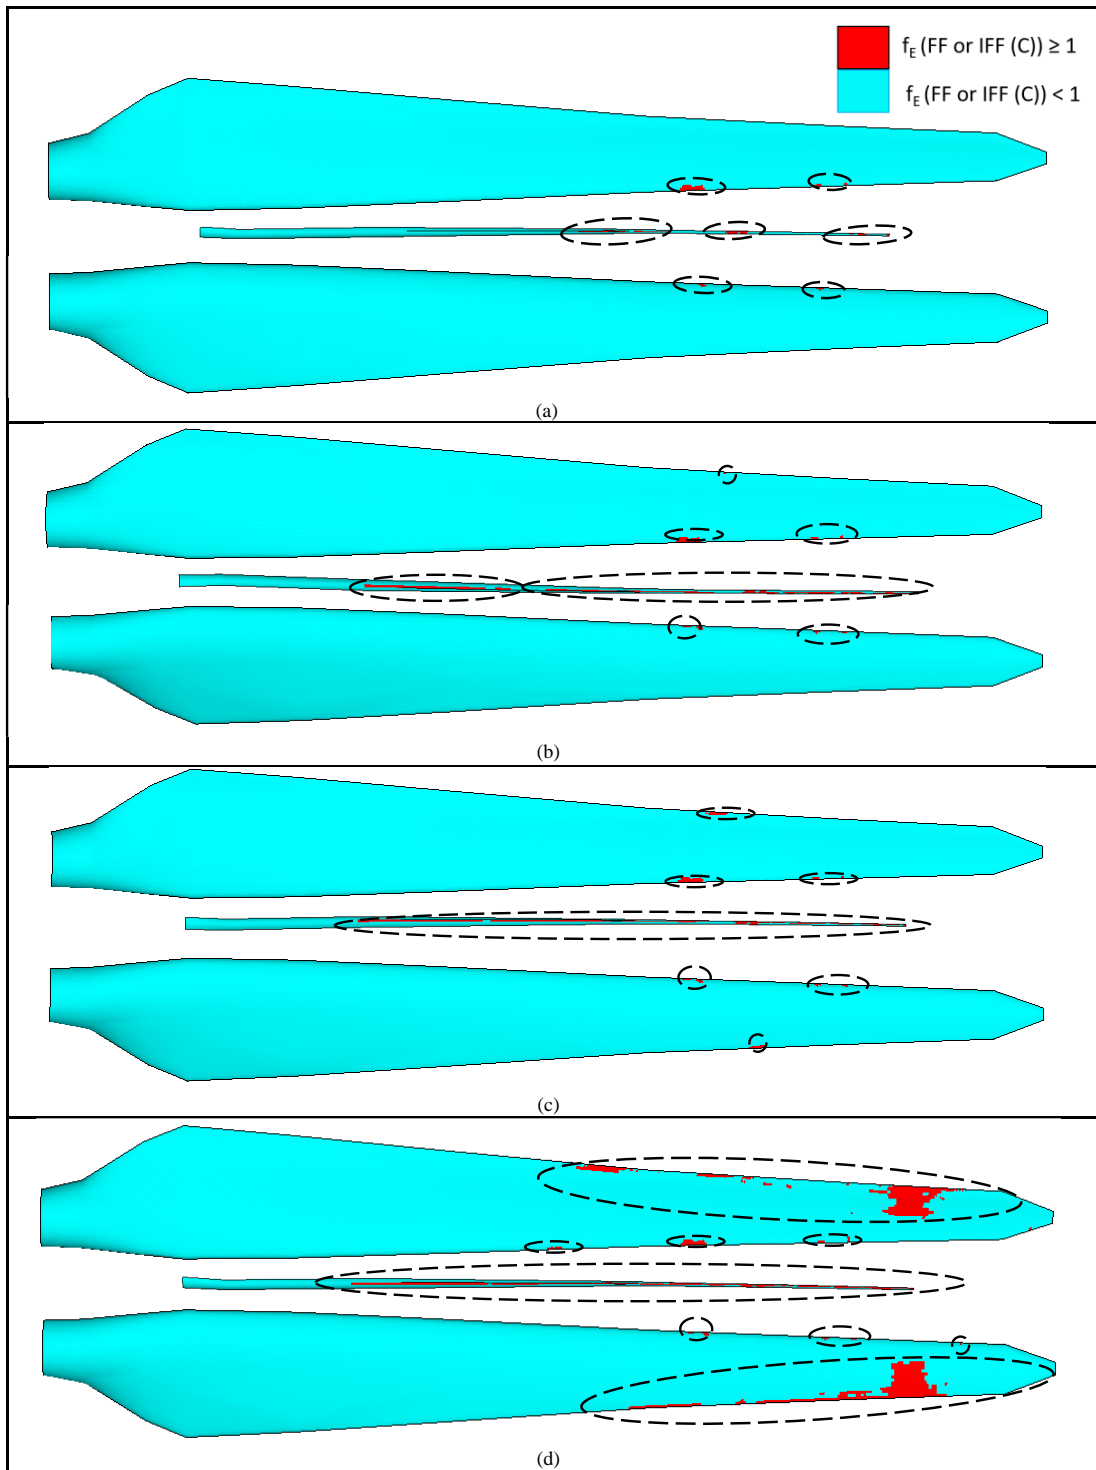 f_E (FF or IFF (C)) ≥ 1
f_E (FF or IFF (C)) < 1
(a)
(b)
(c)
(d)